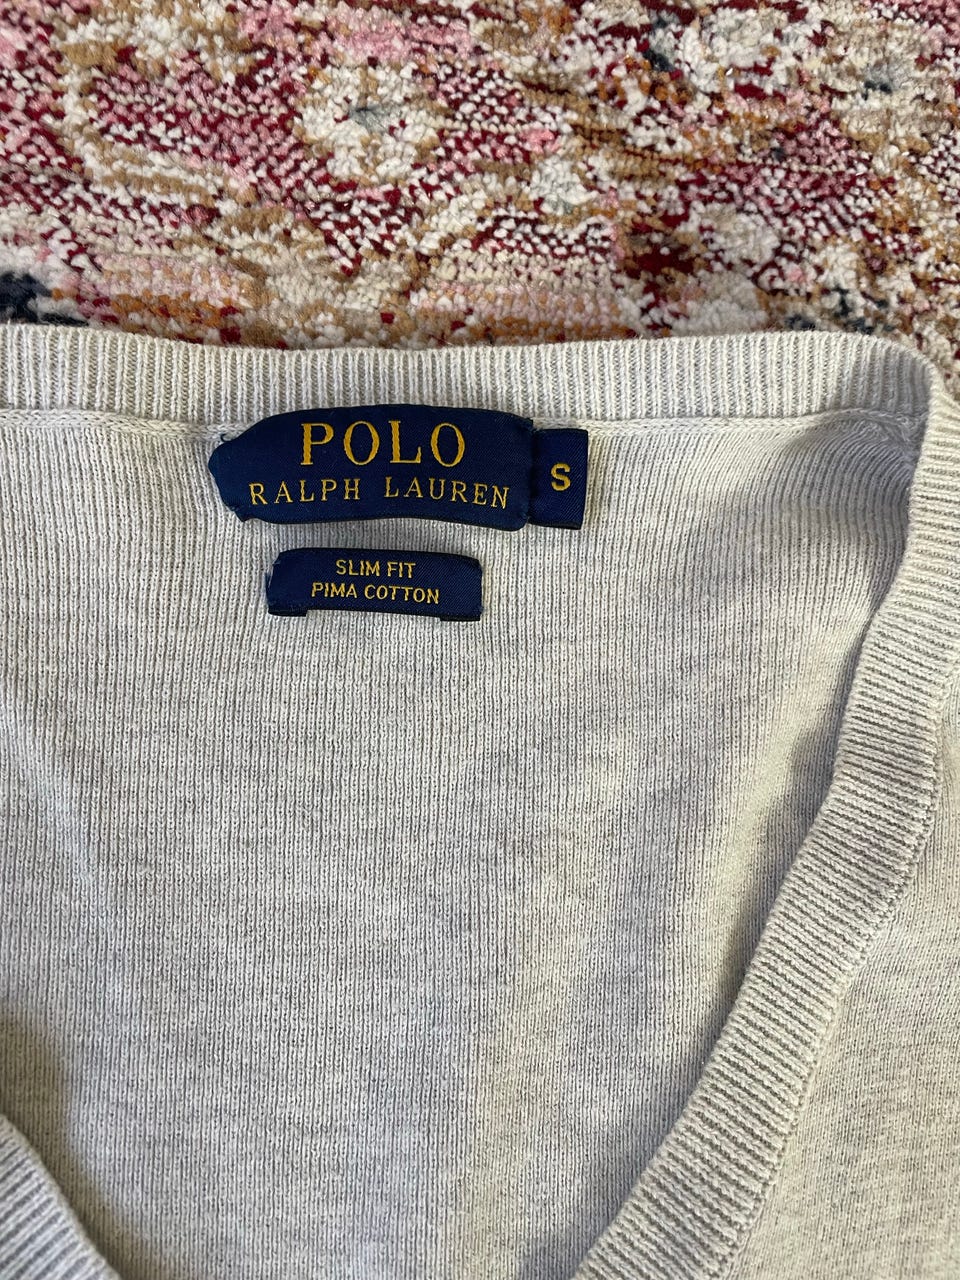 POLO
RALPH LAUREN
S
SLIM FIT
PIMA COTTON